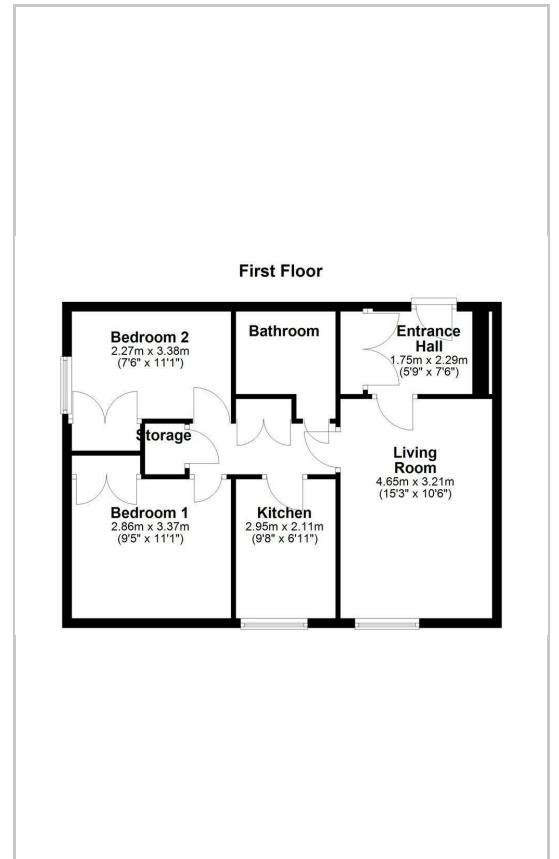 First Floor
Bedroom 2
2.27m x 3.38m
(7'6" x 11'1")
Bathroom
Entrance
Hall
1.75m x 2.29m
(5'9" x 7'6")
Storage
Living
Room
4.65m x 3.21m
(15'3" x 10'6")
Bedroom 1
2.86m x 3.37m
(9'5" x 11'1")
Kitchen
2.95m x 2.11m
(9'8" x 6'11")